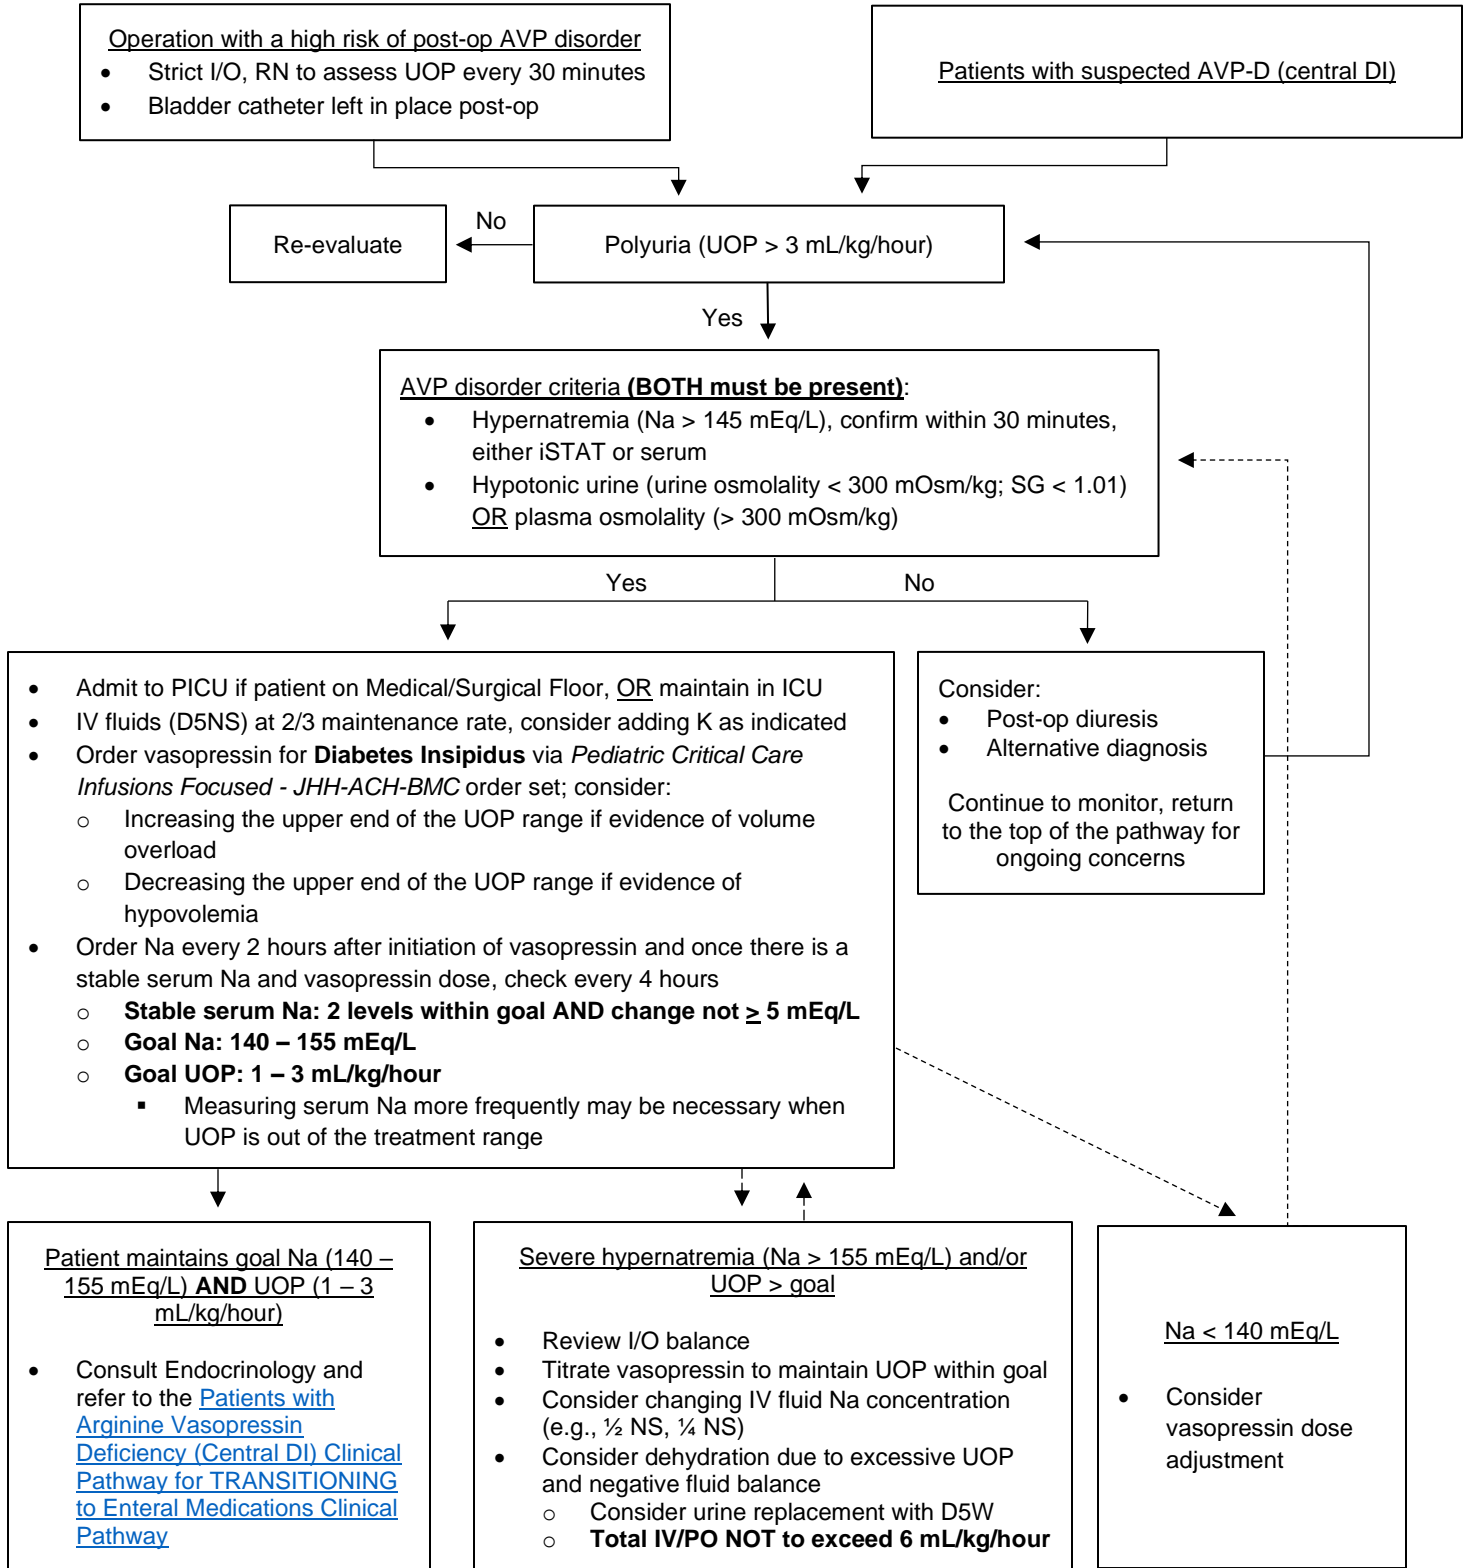 Operation with a high risk of post-op AVP disorder
• Strict I/O, RN to assess UOP every 30 minutes
• Bladder catheter left in place post-op
Patients with suspected AVP-D (central DI)
Re-evaluate
No
Polyuria (UOP > 3 mL/kg/hour)
Yes
AVP disorder criteria (BOTH must be present):
• Hypernatremia (Na > 145 mEq/L), confirm within 30 minutes,
either iSTAT or serum
• Hypotonic urine (urine osmolality < 300 mOsm/kg; SG < 1.01)
OR plasma osmolality (> 300 mOsm/kg)
Yes
No
• Admit to PICU if patient on Medical/Surgical Floor, OR maintain in ICU
• IV fluids (D5NS) at 2/3 maintenance rate, consider adding K as indicated
• Order vasopressin for Diabetes Insipidus via Pediatric Critical Care
Infusions Focused - JHH-ACH-BMC order set; consider:
o Increasing the upper end of the UOP range if evidence of volume
overload
o Decreasing the upper end of the UOP range if evidence of
hypovolemia
• Order Na every 2 hours after initiation of vasopressin and once there is a
stable serum Na and vasopressin dose, check every 4 hours
o Stable serum Na: 2 levels within goal AND change not ≥ 5 mEq/L
o Goal Na: 140 – 155 mEq/L
o Goal UOP: 1 – 3 mL/kg/hour
▪ Measuring serum Na more frequently may be necessary when
UOP is out of the treatment range
Consider:
• Post-op diuresis
• Alternative diagnosis
Continue to monitor, return
to the top of the pathway for
ongoing concerns
Patient maintains goal Na (140 –
155 mEq/L) AND UOP (1 – 3
mL/kg/hour)
• Consult Endocrinology and
refer to the Patients with
Arginine Vasopressin
Deficiency (Central DI) Clinical
Pathway for TRANSITIONING
to Enteral Medications Clinical
Pathway
Severe hypernatremia (Na > 155 mEq/L) and/or
UOP > goal
• Review I/O balance
• Titrate vasopressin to maintain UOP within goal
• Consider changing IV fluid Na concentration
(e.g., ½ NS, ¼ NS)
• Consider dehydration due to excessive UOP
and negative fluid balance
o Consider urine replacement with D5W
o Total IV/PO NOT to exceed 6 mL/kg/hour
Na < 140 mEq/L
• Consider
vasopressin dose
adjustment